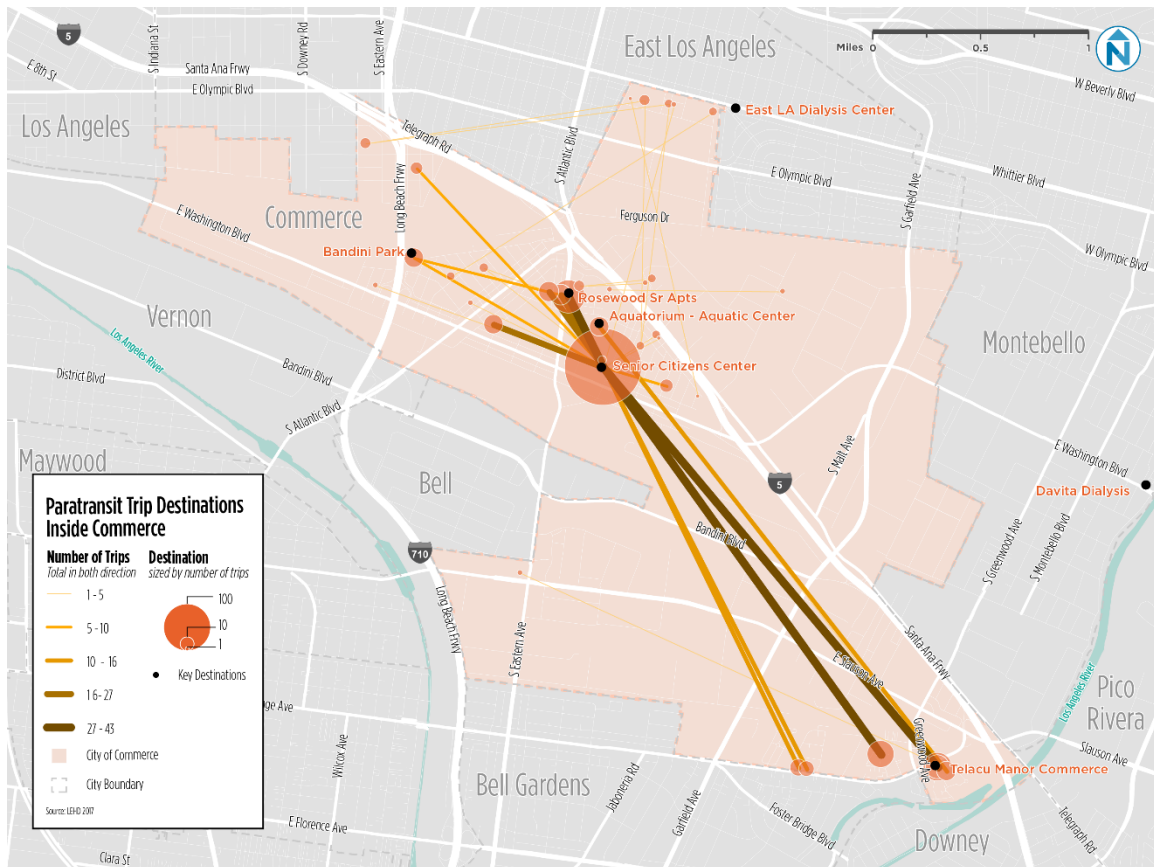 5
S Indiana St
S Downey Rd
S Eastern Ave
East Los Angeles
Miles 0 0.5 1
N
E 8th St
Santa Ana Frwy
E Olympic Blvd
W Beverly Blvd
Los Angeles
Telegraph Rd
S Atlantic Blvd
East LA Dialysis Center
E Olympic Blvd
Whittier Blvd
S Garfield Ave
E Washington Blvd
Commerce
Long Beach Frwy
Ferguson Dr
W Olympic Blvd
Bandini Park
Rosewood Sr Apts
Aquatorium - Aquatic Center
Vernon
Los Angeles River
Montebello
District Blvd
Bandini Blvd
Senior Citizens Center
S Atlantic Blvd
S Malt Ave
E Washington Blvd
Maywood
Bell
5
Davita Dialysis
Bandini Blvd
S Greenwood Ave
S Montebello Blvd
710
Long Beach Frwy
S Eastern Ave
E Slauson Ave
Santa Ana Frwy
Los Angeles River
Pico
Rivera
Greenwood Ave
Slauson Ave
Telacu Manor Commerce
Wilcox Ave
Bell Gardens
Jaboneria Rd
Garfield Ave
Foster Bridge Blvd
Telegraph Rd
E Florence Ave
Downey
Clara St
Paratransit Trip Destinations
Inside Commerce
Number of Trips
Total in both direction
1 - 5
5 - 10
10 - 16
1 6 - 27
27 - 43
City of Commerce
City Boundary
Destination
sized by number of trips
100
10
1
Key Destinations
Source: LEHD 2017